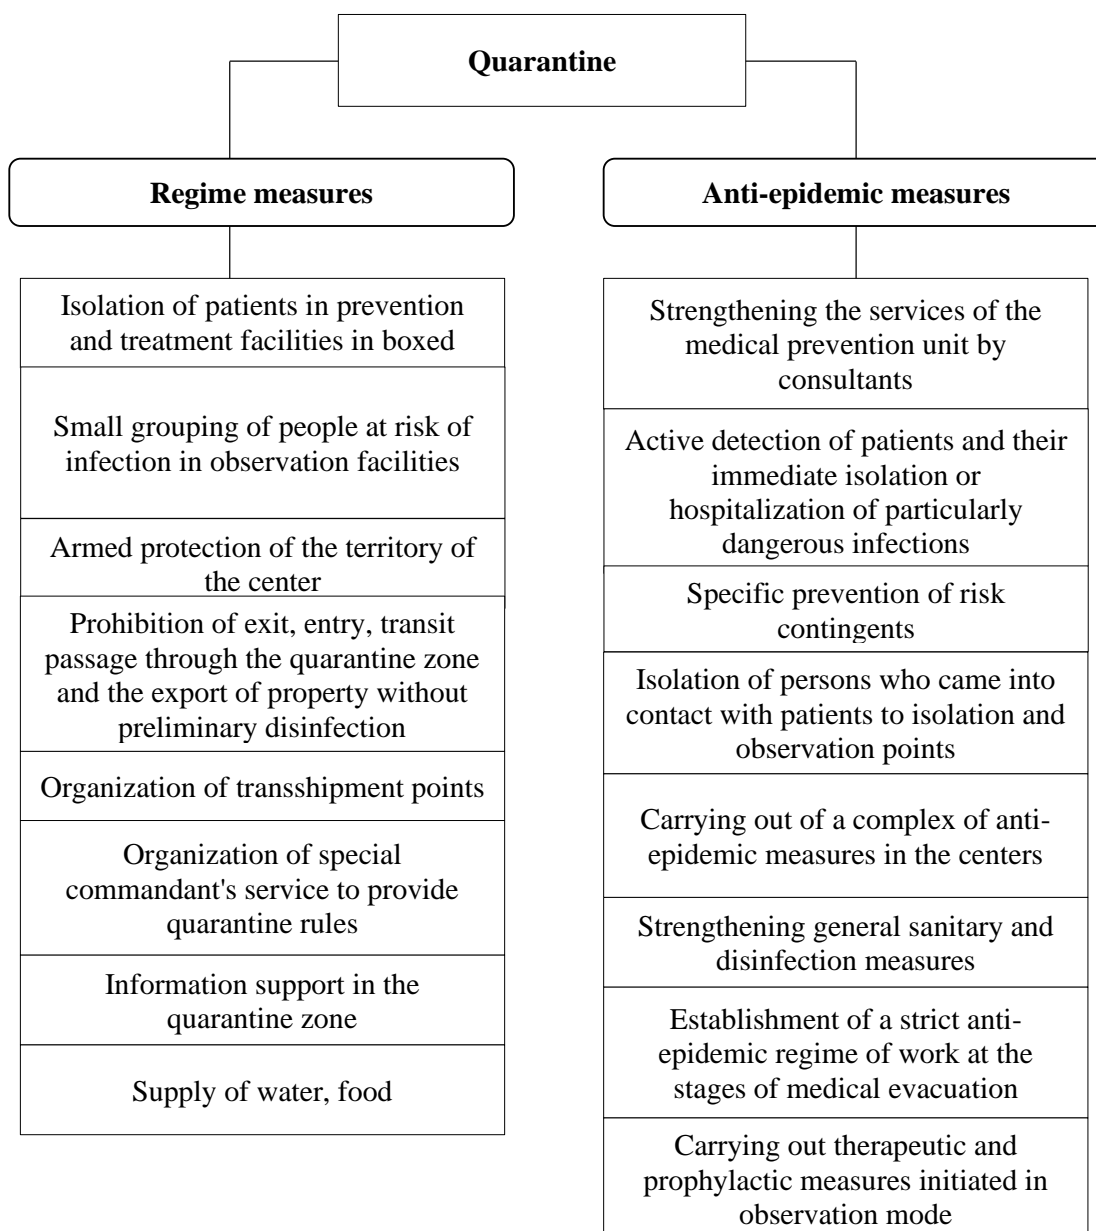 Quarantine
Regime measures
Isolation of patients in prevention
and treatment facilities in boxed
Small grouping of people at risk of
infection in observation facilities
Armed protection of the territory of
the center
Prohibition of exit, entry, transit
passage through the quarantine zone
and the export of property without
preliminary disinfection
Organization of transshipment points
Organization of special
commandant's service to provide
quarantine rules
Information support in the
quarantine zone
Supply of water, food
Anti-epidemic measures
Strengthening the services of the
medical prevention unit by
consultants
Active detection of patients and their
immediate isolation or
hospitalization of particularly
dangerous infections
Specific prevention of risk
contingents
Isolation of persons who came into
contact with patients to isolation and
observation points
Carrying out of a complex of anti-
epidemic measures in the centers
Strengthening general sanitary and
disinfection measures
Establishment of a strict anti-
epidemic regime of work at the
stages of medical evacuation
Carrying out therapeutic and
prophylactic measures initiated in
observation mode